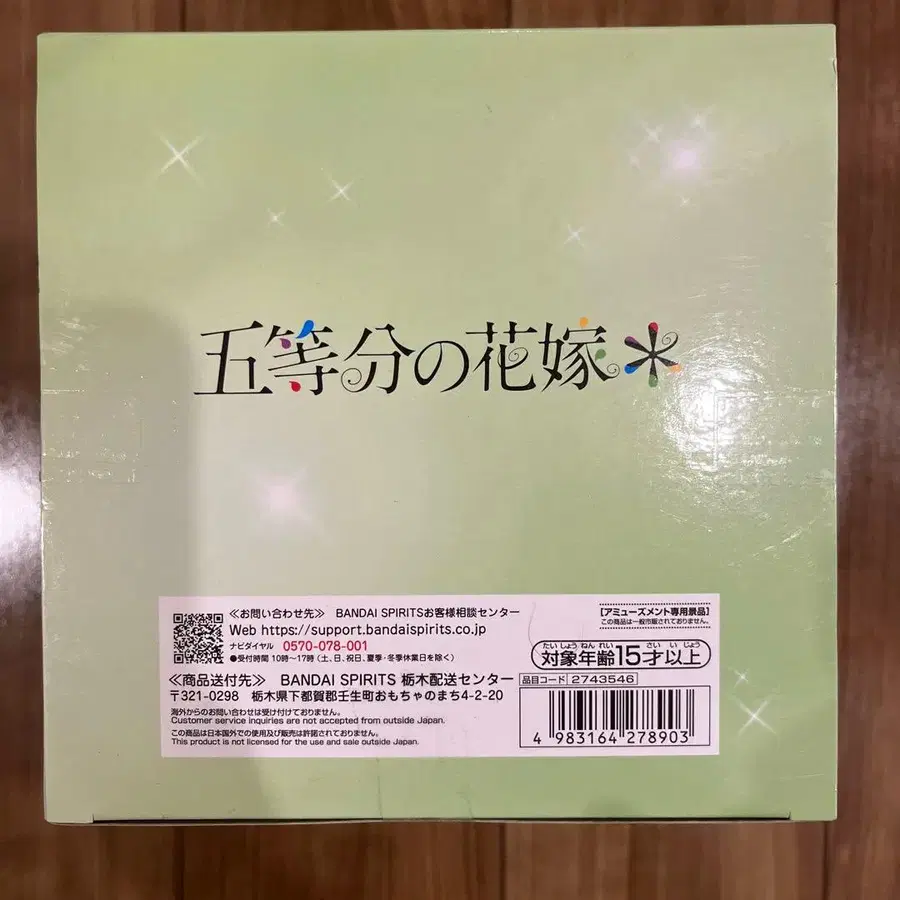 五等分の花嫁＊
≪お問い合わせ先≫ BANDAI SPIRITSお客様相談センター
Web https://support.bandaispirits.co.jp
ナビダイヤル 0570-078-001
●受付時間 10時~17時 (土、日、祝日、夏季・冬季休業日を除く)
[アミューズメント専用景品]
この商品は一般市販されておりません。
たいしょうねんれい さいいじょう
対象年齢15才以上
≪商品送付先≫ BANDAI SPIRITS 栃木配送センター
〒321-0298 栃木県下都賀郡壬生町おもちゃのまち4-2-20
海外からのお問い合わせは受け付けておりません。
Customer service inquiries are not accepted from outside Japan.
この商品は日本国外での使用及び販売は許諾されておりません。
This product is not licensed for the use and sale outside Japan.
品目コード 2743546
4 983164 278903